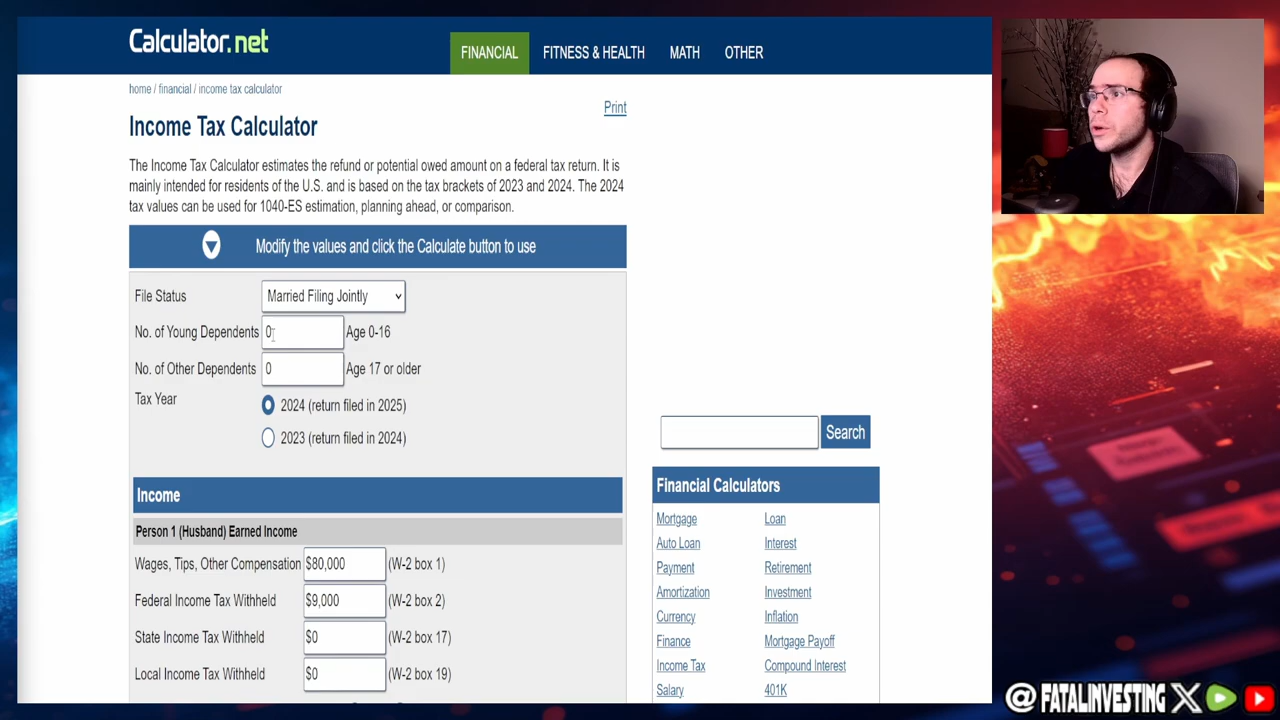 Calculator.net
FINANCIAL
FITNESS & HEALTH
MATH
OTHER
home / financial / income tax calculator
Print
Income Tax Calculator
The Income Tax Calculator estimates the refund or potential owed amount on a federal tax return. It is
mainly intended for residents of the U.S. and is based on the tax brackets of 2023 and 2024. The 2024
tax values can be used for 1040-ES estimation, planning ahead, or comparison.
Modify the values and click the Calculate button to use
File Status
Married Filing Jointly
No. of Young Dependents
0
Age 0-16
No. of Other Dependents
0
Age 17 or older
Tax Year
2024 (return filed in 2025)
2023 (return filed in 2024)
Income
Person 1 (Husband) Earned Income
Wages, Tips, Other Compensation
$80,000
(W-2 box 1)
Federal Income Tax Withheld
$9,000
(W-2 box 2)
State Income Tax Withheld
$0
(W-2 box 17)
Local Income Tax Withheld
$0
(W-2 box 19)
Search
Financial Calculators
Mortgage
Loan
Auto Loan
Interest
Payment
Retirement
Amortization
Investment
Currency
Inflation
Finance
Mortgage Payoff
Income Tax
Compound Interest
Salary
401K
@FATALINVESTING